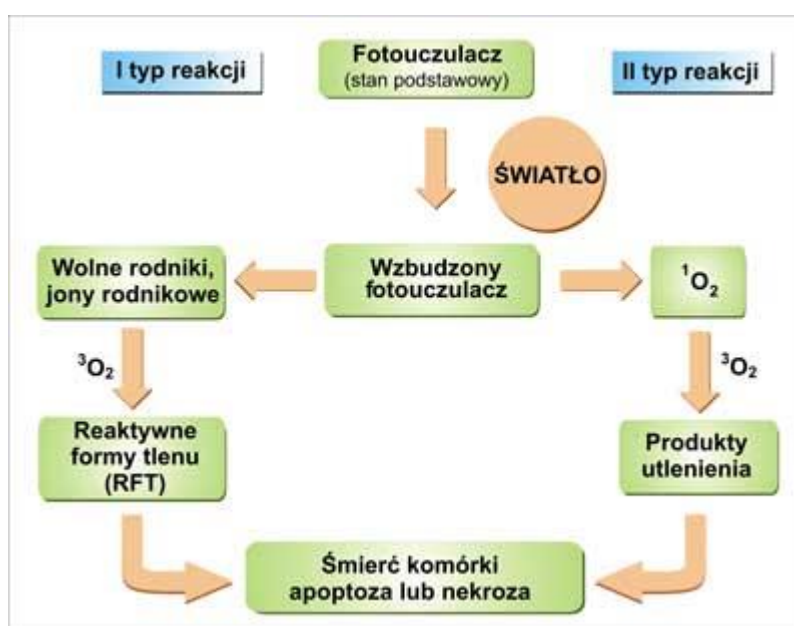 I typ reakcji
Fotouczulacz
(stan podstawowy)
II typ reakcji
ŚWIATŁO
Wolne rodniki,
jony rodnikowe
Wzbudzony
fotouczulacz
¹O₂
³O₂
³O₂
Reaktywne
formy tlenu
(RFT)
Produkty
utlenienia
Śmierć komórki
apoptoza lub nekroza